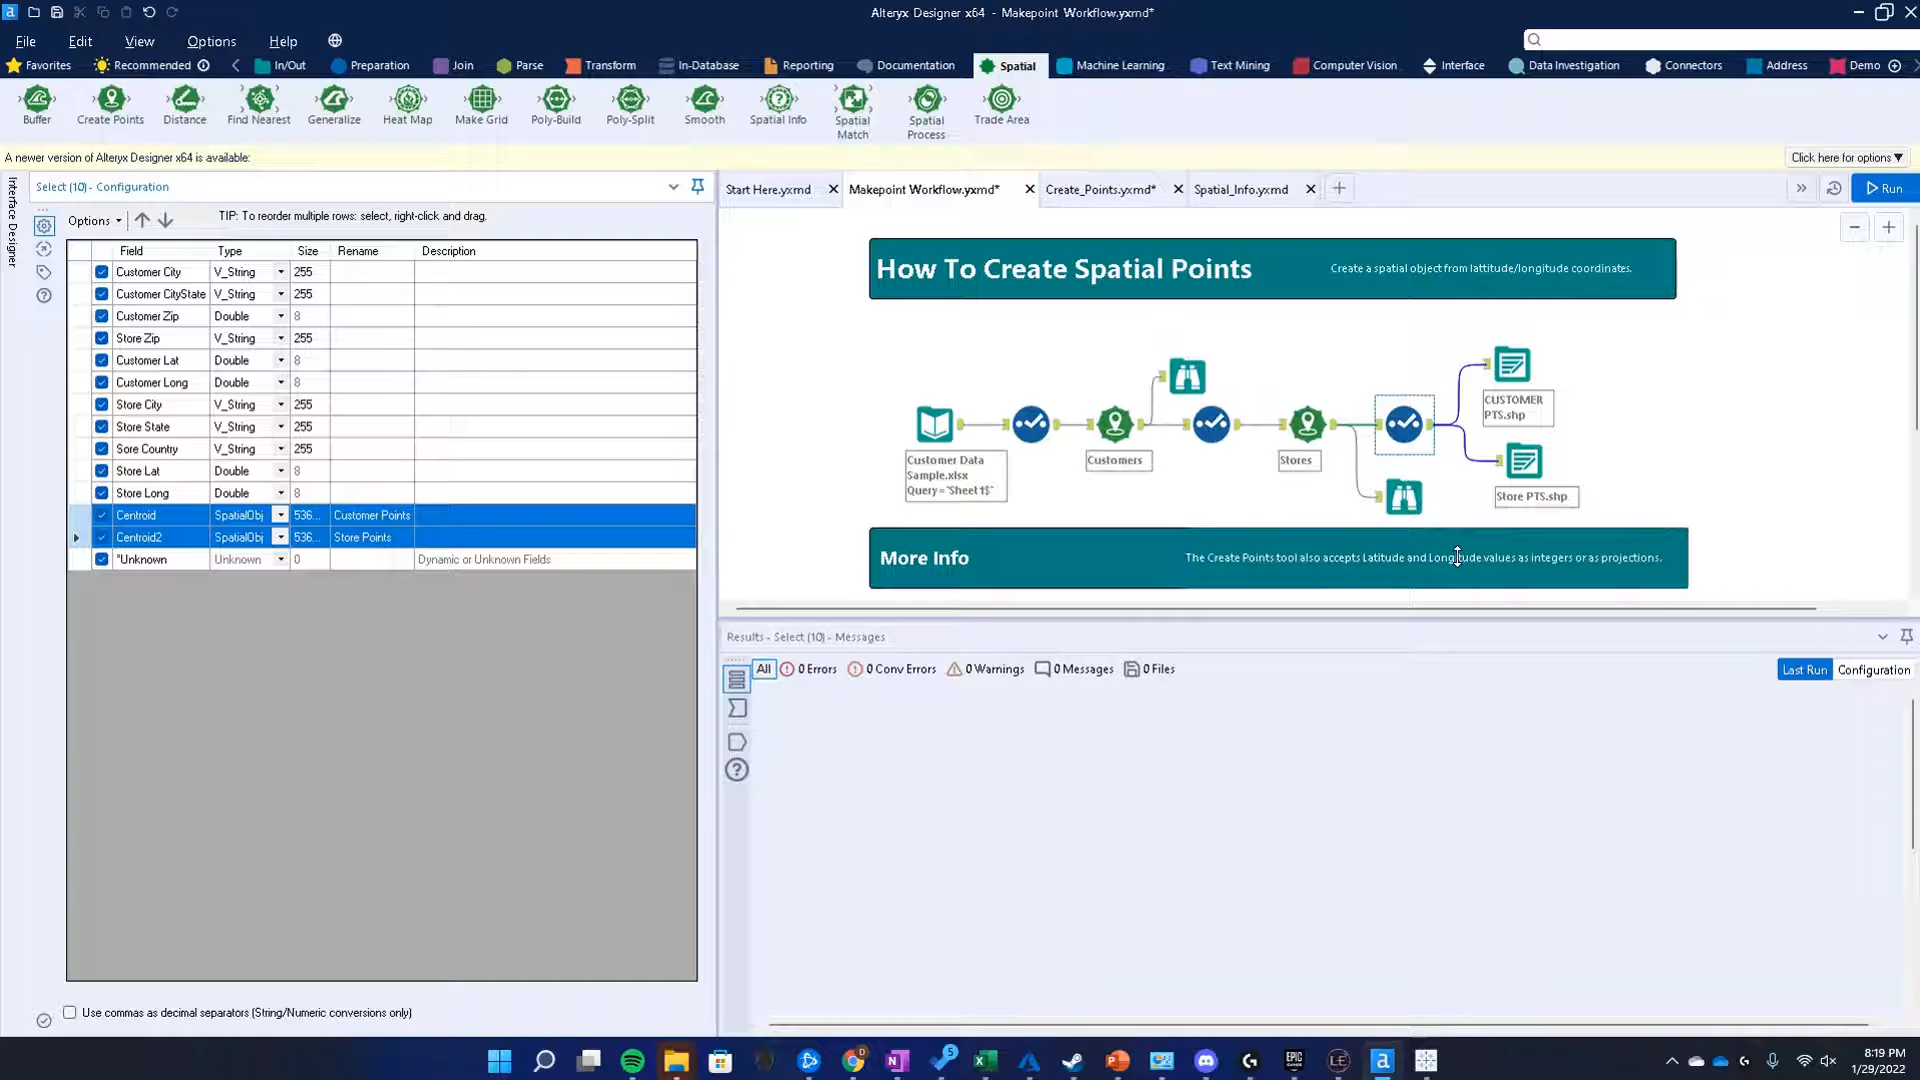 Alteryx Designer x64 - Makepoint Workflow.yxmd*
File Edit View Options Help
Favorites Recommended In/Out Preparation Join Parse Transform In-Database Reporting Documentation Spatial Machine Learning Text Mining Computer Vision Interface Data Investigation Connectors Address Demo
Buffer Create Points Distance Find Nearest Generalize Heat Map Make Grid Poly-Build Poly-Split Smooth Spatial Info Spatial Match Spatial Process Trade Area
A newer version of Alteryx Designer x64 is available: Click here for options ▼
Interface Designer
Select (10) - Configuration
Options TIP: To reorder multiple rows: select, right-click and drag.
Field Type Size Rename Description
Customer City V_String 255
Customer CityState V_String 255
Customer Zip Double 8
Store Zip V_String 255
Customer Lat Double 8
Customer Long Double 8
Store City V_String 255
Store State V_String 255
Sore Country V_String 255
Store Lat Double 8
Store Long Double 8
Centroid SpatialObj 536... Customer Points
Centroid2 SpatialObj 536... Store Points
*Unknown Unknown 0 Dynamic or Unknown Fields
Use commas as decimal separators (String/Numeric conversions only)
Start Here.yxmd Makepoint Workflow.yxmd* Create_Points.yxmd* Spatial_Info.yxmd Run
How To Create Spatial Points Create a spatial object from lattitude/longitude coordinates.
Customer Data
Sample.xlsx
Query=`Sheet1$`
Customers
Stores
CUSTOMER
PTS.shp
Store PTS.shp
More Info The Create Points tool also accepts Latitude and Longitude values as integers or as projections.
Results - Select (10) - Messages
All 0 Errors 0 Conv Errors 0 Warnings 0 Messages 0 Files Last Run Configuration
8:19 PM
1/29/2022